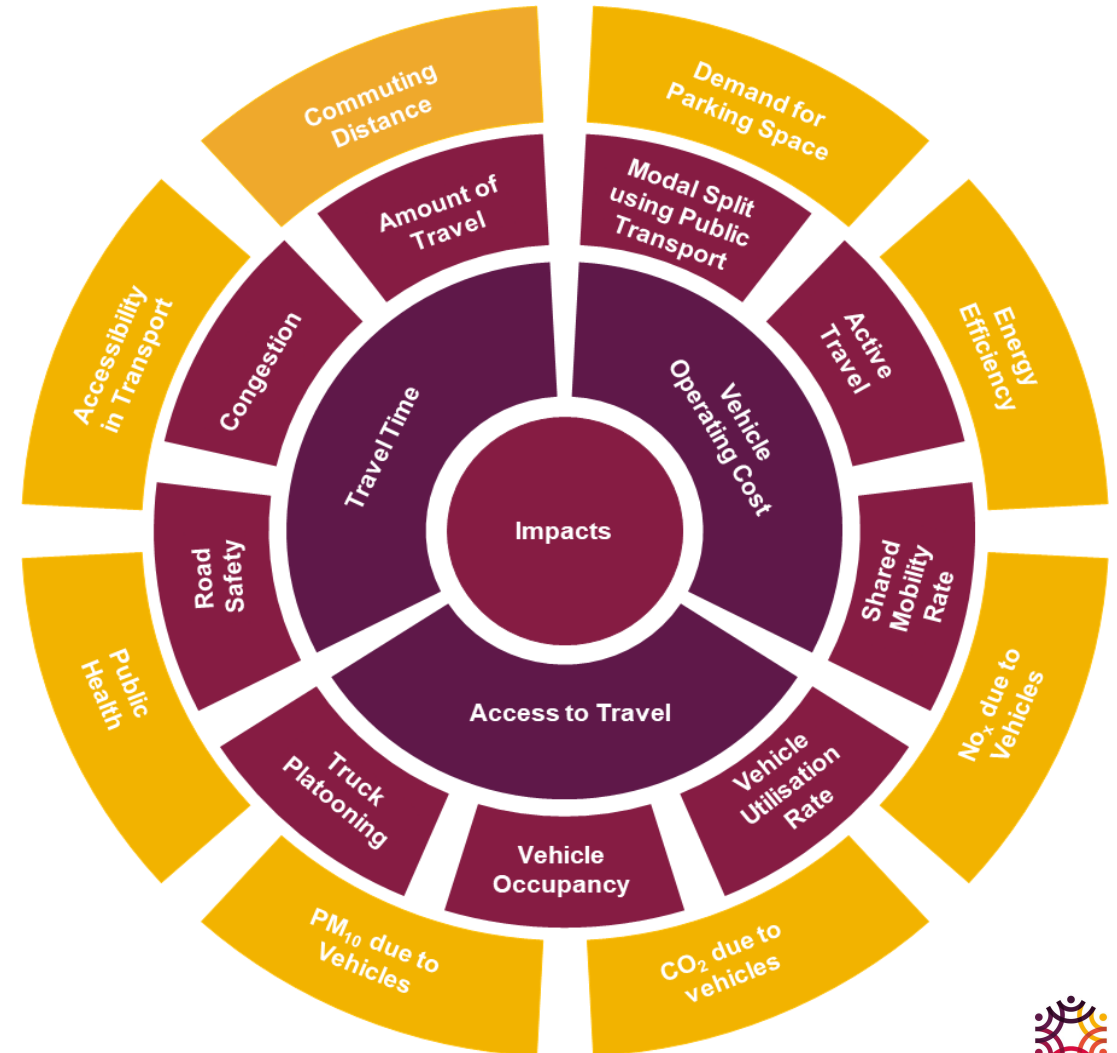 Commuting
Distance
Demand for
Parking Space
Amount of
Travel
Modal Split
using Public
Transport
Accessibility
in Transport
Congestion
Active
Travel
Energy
Efficiency
Travel Time
Vehicle
Operating Cost
Impacts
Road
Safety
Shared
Mobility
Rate
Public
Health
Access to Travel
Noₓ due to
Vehicles
Truck
Platooning
Vehicle
Occupancy
Vehicle
Utilisation
Rate
PM₁₀ due to
Vehicles
CO₂ due to
vehicles